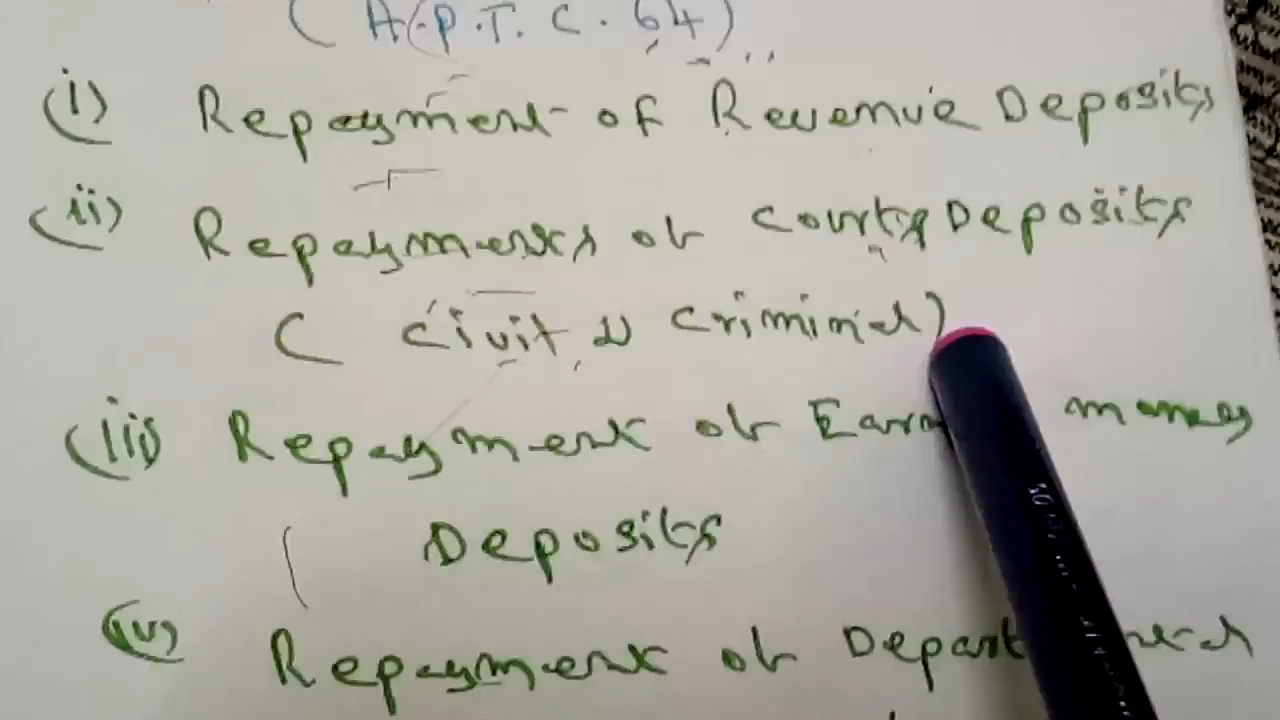 ( A.P.T.C. 64)
(i) Repayment of Revenue Deposits
(ii) Repayments of Courts Deposits
( Civil & Criminal)
(iii) Repayment of money
Deposits
(iv) Repayment of